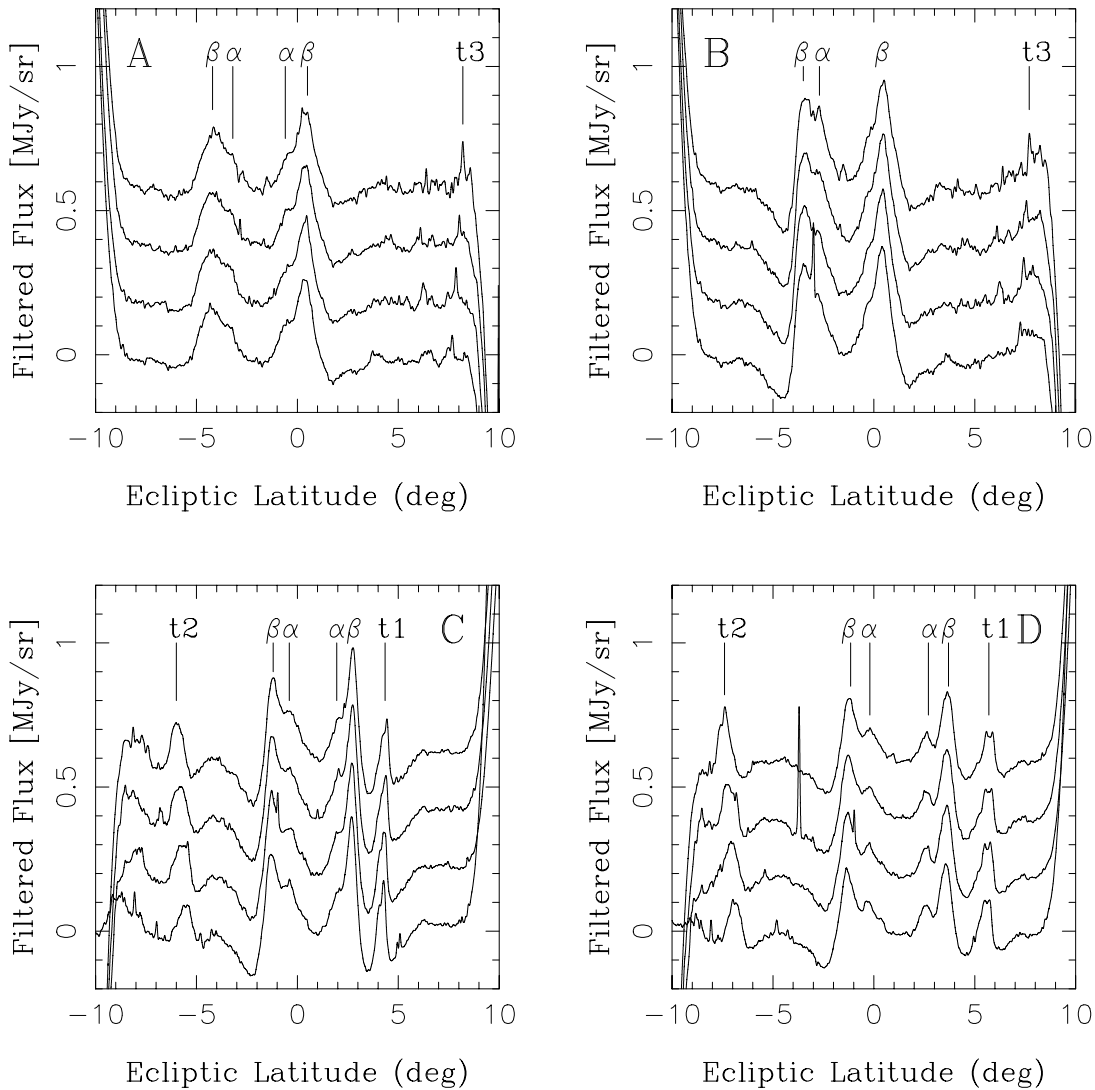 A β α α β t3
Filtered Flux [MJy/sr]
1
0.5
0
−10 −5 0 5 10
Ecliptic Latitude (deg)
B β α β t3
Filtered Flux [MJy/sr]
1
0.5
0
−10 −5 0 5 10
Ecliptic Latitude (deg)
t2 β α α β t1 C
Filtered Flux [MJy/sr]
1
0.5
0
−10 −5 0 5 10
Ecliptic Latitude (deg)
t2 β α α β t1 D
Filtered Flux [MJy/sr]
1
0.5
0
−10 −5 0 5 10
Ecliptic Latitude (deg)